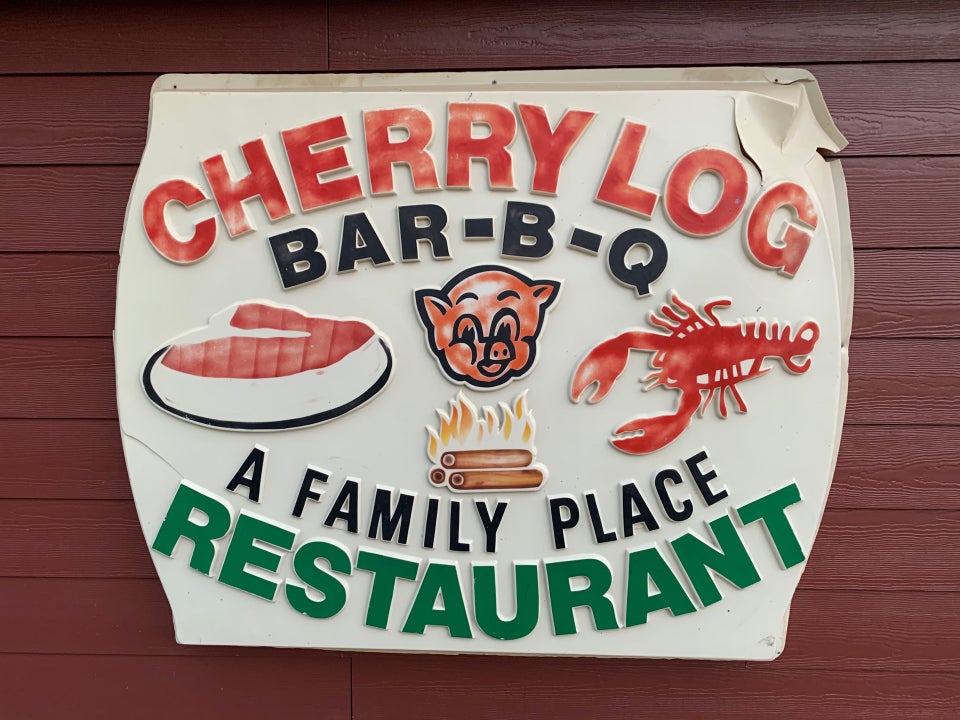 CHERRY LOG
BAR-B-Q
A FAMILY PLACE
RESTAURANT